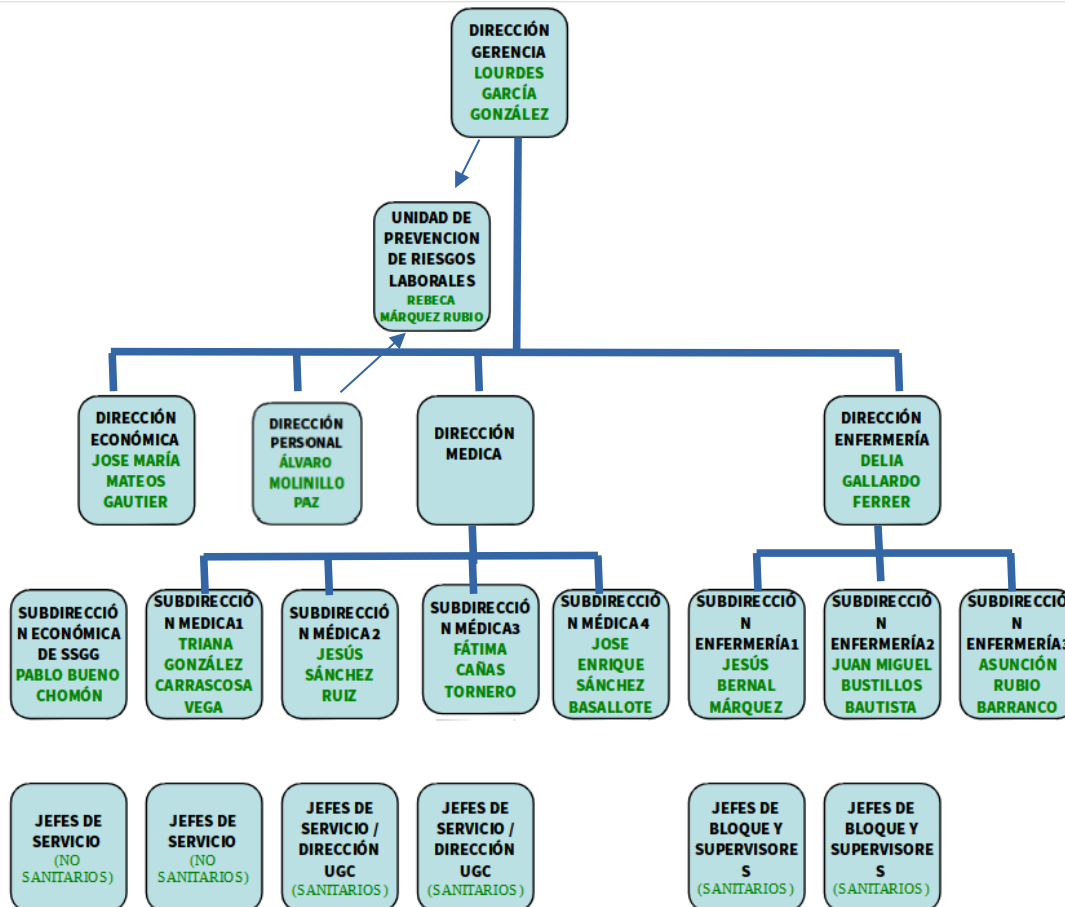 DIRECCIÓN
GERENCIA
LOURDES
GARCÍA
GONZÁLEZ
UNIDAD DE
PREVENCION
DE RIESGOS
LABORALES
REBECA
MÁRQUEZ RUBIO
DIRECCIÓN
ECONÓMICA
JOSE MARÍA
MATEOS
GAUTIER
DIRECCIÓN
PERSONAL
ÁLVARO
MOLINILLO
PAZ
DIRECCIÓN
MEDICA
DIRECCIÓN
ENFERMERÍA
DELIA
GALLARDO
FERRER
SUBDIRECCIÓ
N ECONÓMICA
DE SSGG
PABLO BUENO
CHOMÓN
SUBDIRECCIÓ
N MEDICA1
TRIANA
GONZÁLEZ
CARRASCOSA
VEGA
SUBDIRECCIÓ
N MÉDICA 2
JESÚS
SÁNCHEZ
RUIZ
SUBDIRECCIÓ
N MÉDICA3
FÁTIMA
CAÑAS
TORNERO
SUBDIRECCIÓ
N MÉDICA 4
JOSE
ENRIQUE
SÁNCHEZ
BASALLOTE
SUBDIRECCIÓ
N
ENFERMERÍA1
JESÚS
BERNAL
MÁRQUEZ
SUBDIRECCIÓ
N
ENFERMERÍA2
JUAN MIGUEL
BUSTILLOS
BAUTISTA
SUBDIRECCIÓ
N
ENFERMERÍA3
ASUNCIÓN
RUBIO
BARRANCO
JEFES DE
SERVICIO
(NO
SANITARIOS)
JEFES DE
SERVICIO
(NO
SANITARIOS)
JEFES DE
SERVICIO /
DIRECCIÓN
UGC
(SANITARIOS)
JEFES DE
SERVICIO /
DIRECCIÓN
UGC
(SANITARIOS)
JEFES DE
BLOQUE Y
SUPERVISORE
S
(SANITARIOS)
JEFES DE
BLOQUE Y
SUPERVISORE
S
(SANITARIOS)